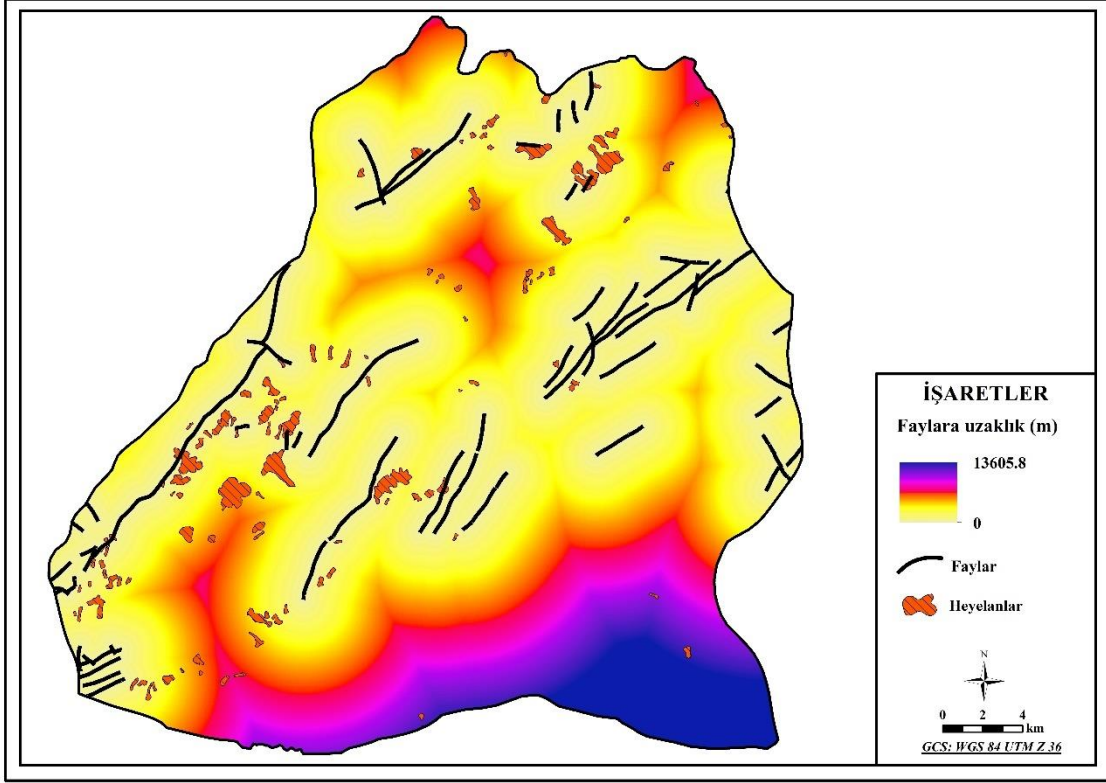 İŞARETLER
Faylara uzaklık (m)
13605.8
0
Faylar
Heyelanlar
N
0 2 4
km
GCS: WGS 84 UTM Z 36